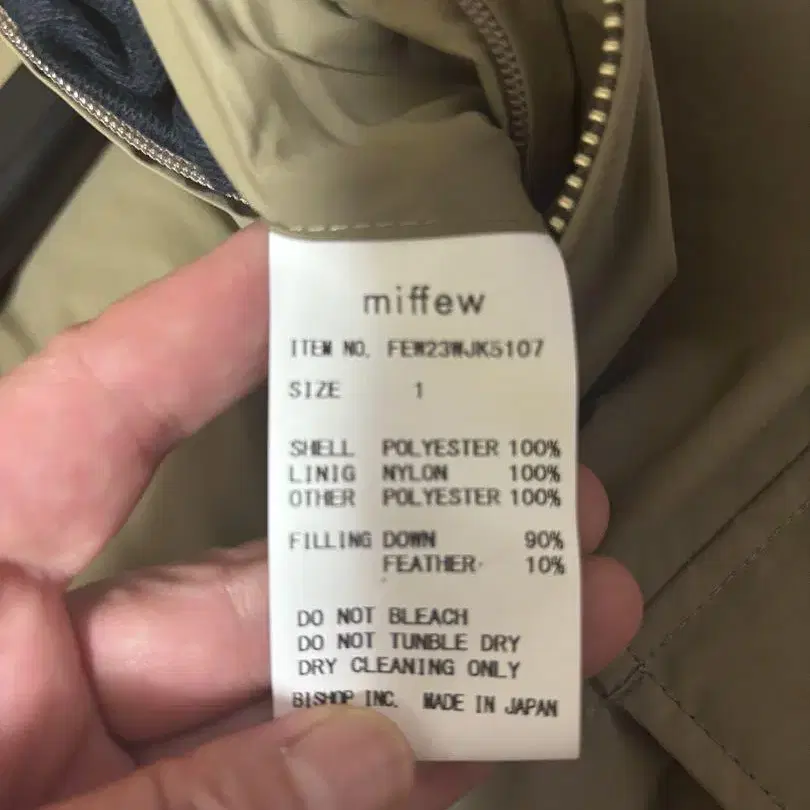 miffew
ITEM NO. FEW23WJK5107
SIZE 1
SHELL POLYESTER 100%
LINIG NYLON 100%
OTHER POLYESTER 100%
FILLING DOWN 90%
FEATHER 10%
DO NOT BLEACH
DO NOT TUNBLE DRY
DRY CLEANING ONLY
BISHOP INC. MADE IN JAPAN